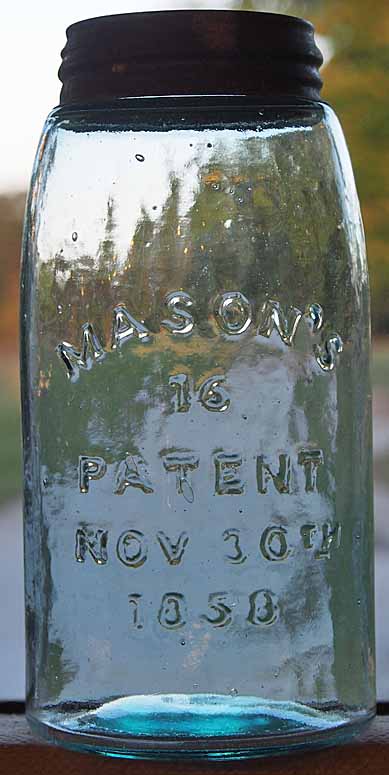 MASON'S
16
PATENT
NOV 30TH
1858